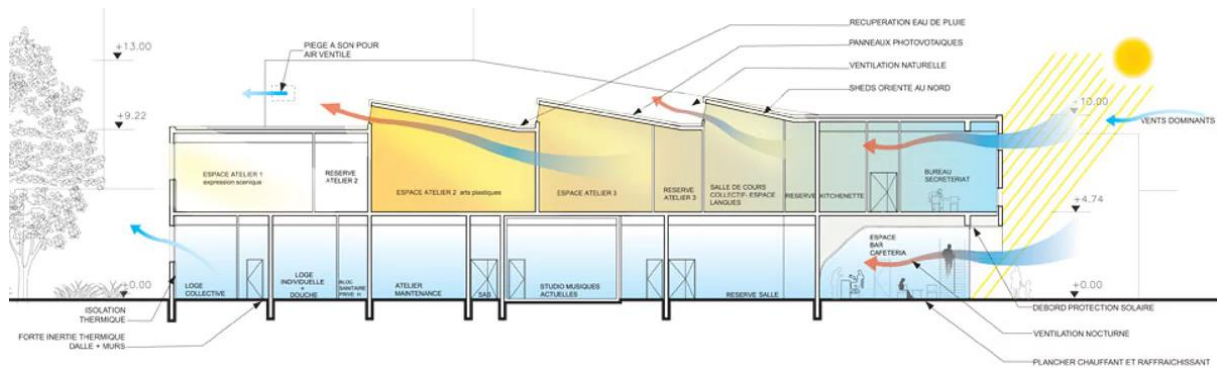 RECUPERATION EAU DE PLUIE
PIEGE A SON POUR
AIR VENTILE
PANNEAUX PHOTOVOTAIQUES
VENTILATION NATURELLE
SHEDS ORIENTE AU NORD
+13.00
+9.22
+10.00
VENTS DOMINANTS
ESPACE ATELIER 1
expression scenique
RESERVE
ATELIER 2
ESPACE ATELIER 2 arts plastiques
ESPACE ATELIER 3
RESERVE
ATELIER 3
SALLE DE COURS
COLLECTIF- ESPACE
LANGUES
RESERVE
KITCHENETTE
BUREAU
SECRETERIAT
+4.74
ESPACE
BAR
CAFETERIA
LOGE
COLLECTIVE
LOGE
INDIVIDUELLE
+
DOUCHE
BLOC
SANITAIRE
PRIVE H
ATELIER
MAINTENANCE
SAS
STUDIO MUSIQUES
ACTUELLES
RESERVE SALLE
+0.00
+0.00
ISOLATION
THERMIQUE
FORTE INERTIE THERMIQUE
DALLE + MURS
DEBORD PROTECTION SOLAIRE
VENTILATION NOCTURNE
PLANCHER CHAUFFANT ET RAFFRAICHISSANT